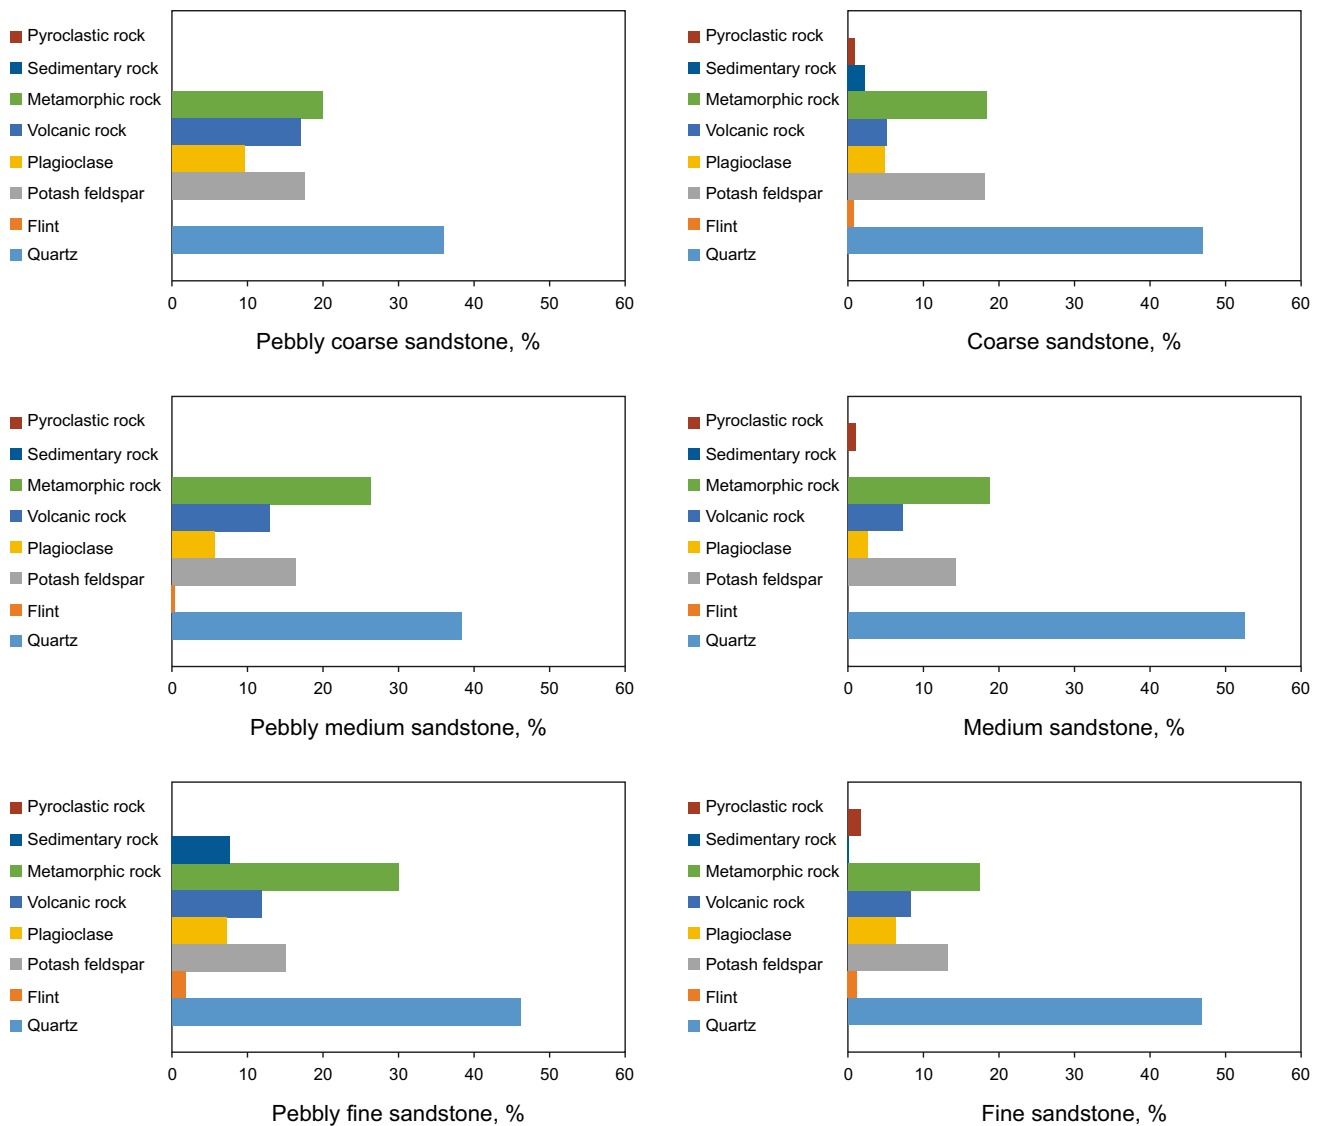 Pyroclastic rock
Sedimentary rock
Metamorphic rock
Volcanic rock
Plagioclase
Potash feldspar
Flint
Quartz
0 10 20 30 40 50 60
Pebbly coarse sandstone, %
Pyroclastic rock
Sedimentary rock
Metamorphic rock
Volcanic rock
Plagioclase
Potash feldspar
Flint
Quartz
0 10 20 30 40 50 60
Coarse sandstone, %
Pyroclastic rock
Sedimentary rock
Metamorphic rock
Volcanic rock
Plagioclase
Potash feldspar
Flint
Quartz
0 10 20 30 40 50 60
Pebbly medium sandstone, %
Pyroclastic rock
Sedimentary rock
Metamorphic rock
Volcanic rock
Plagioclase
Potash feldspar
Flint
Quartz
0 10 20 30 40 50 60
Medium sandstone, %
Pyroclastic rock
Sedimentary rock
Metamorphic rock
Volcanic rock
Plagioclase
Potash feldspar
Flint
Quartz
0 10 20 30 40 50 60
Pebbly fine sandstone, %
Pyroclastic rock
Sedimentary rock
Metamorphic rock
Volcanic rock
Plagioclase
Potash feldspar
Flint
Quartz
0 10 20 30 40 50 60
Fine sandstone, %